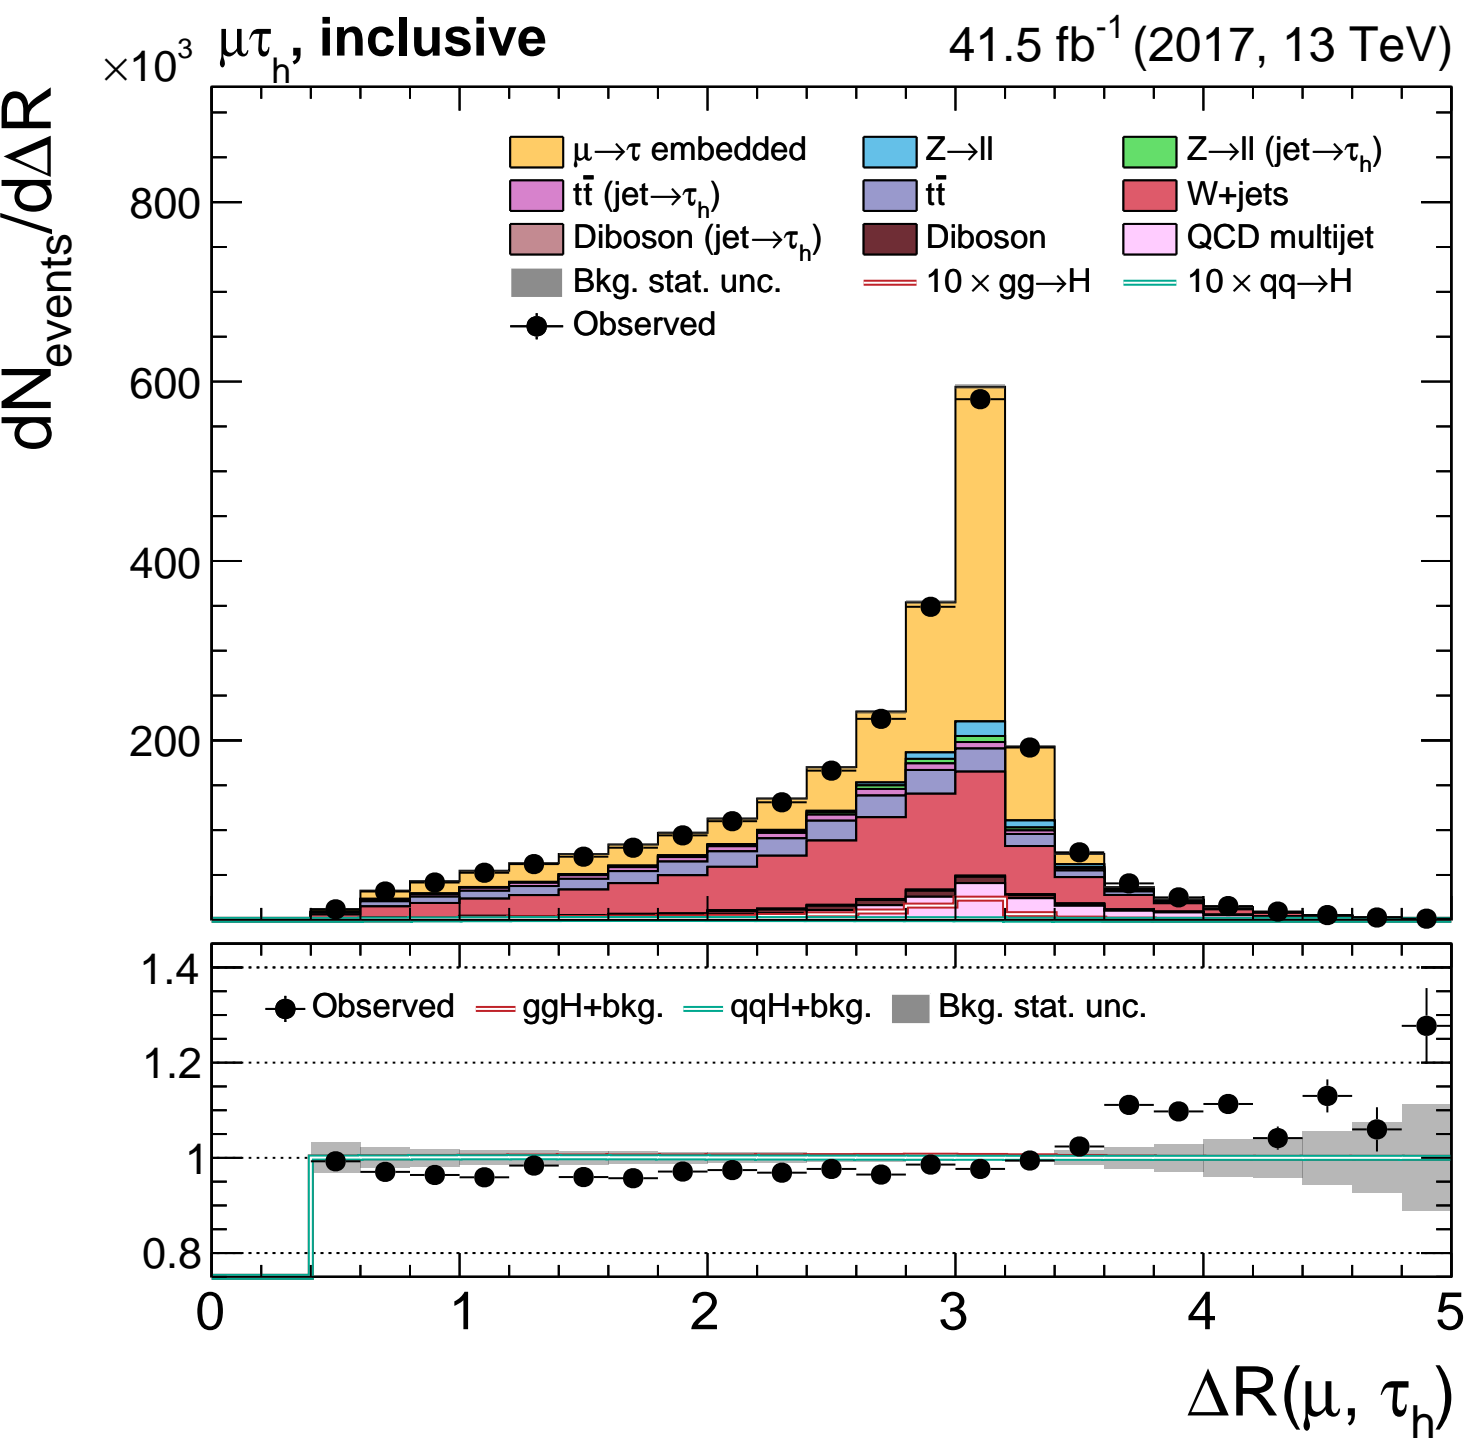 ×10³ μτₕ, inclusive 41.5 fb⁻¹ (2017, 13 TeV)
dN_events/dΔR
800
600
400
200
μ→τ embedded Z→ll Z→ll (jet→τₕ)
tt̄ (jet→τₕ) tt̄ W+jets
Diboson (jet→τₕ) Diboson QCD multijet
Bkg. stat. unc. 10 × gg→H 10 × qq→H
Observed
1.4
1.2
1
0.8
Observed ggH+bkg. qqH+bkg. Bkg. stat. unc.
0 1 2 3 4 5
ΔR(μ, τₕ)